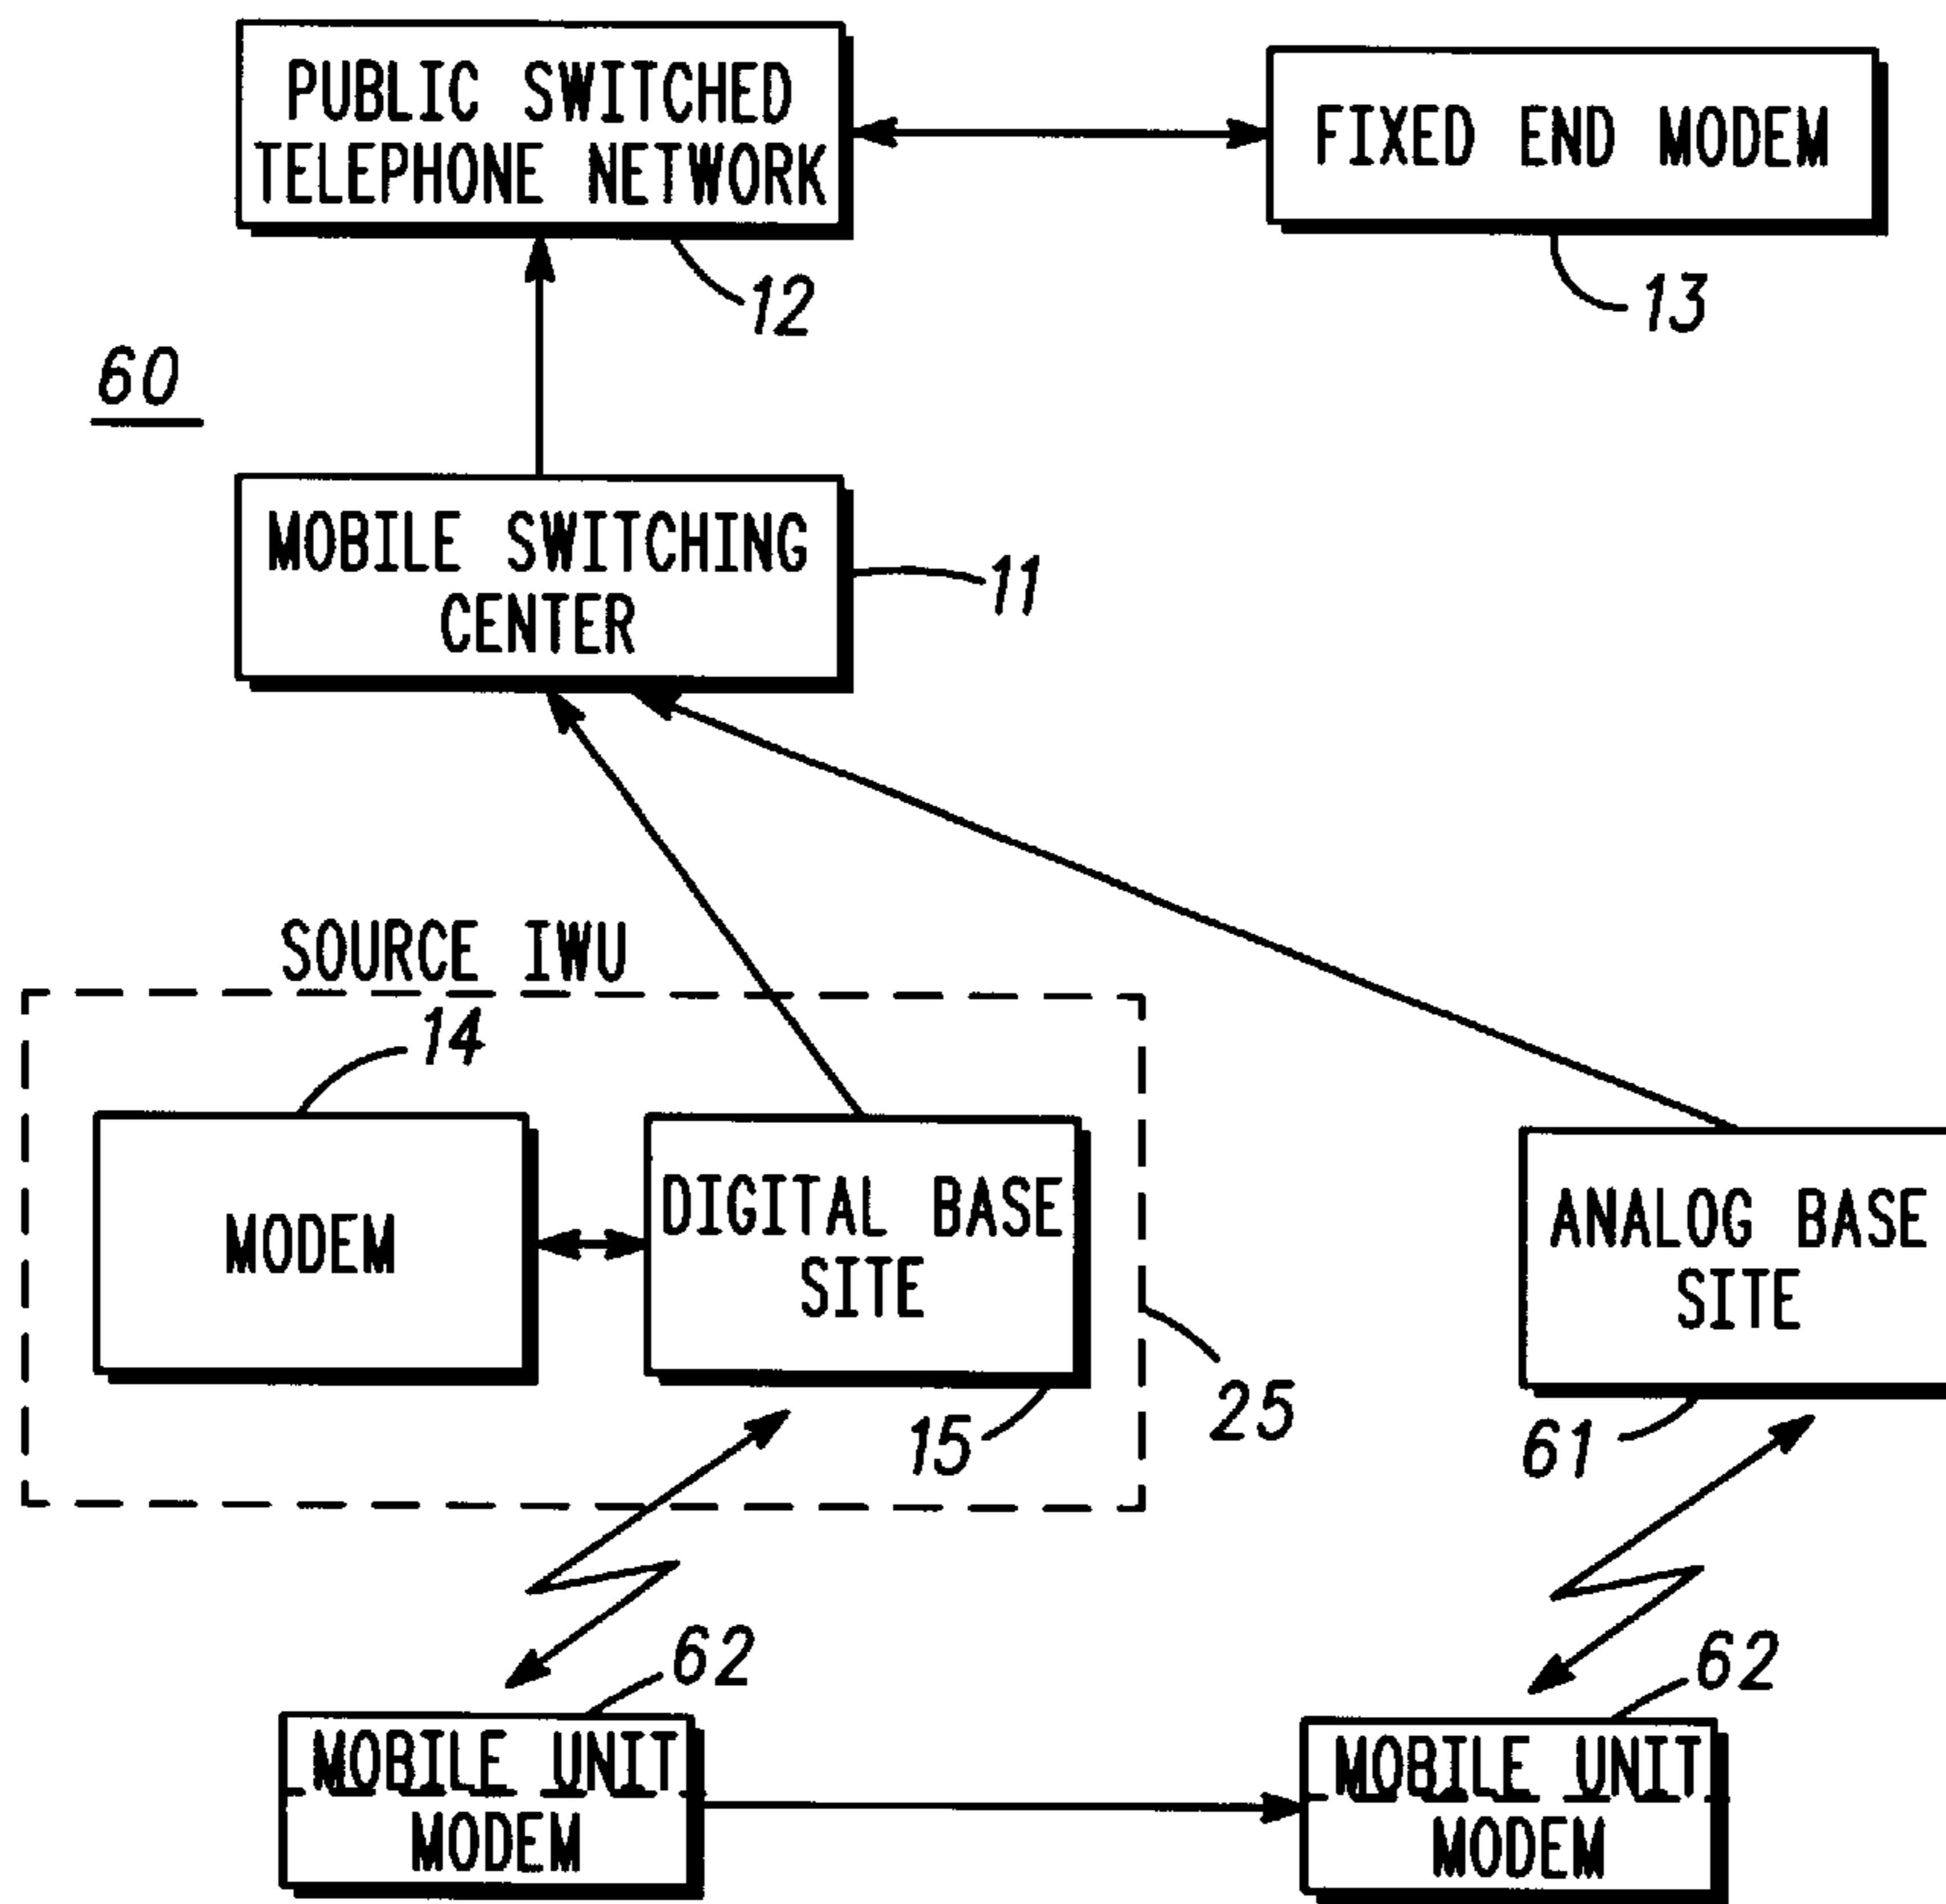 PUBLIC SWITCHED
TELEPHONE NETWORK
FIXED END MODEM
12
13
60
MOBILE SWITCHING
CENTER
11
SOURCE IWU
14
MODEM
DIGITAL BASE
SITE
ANALOG BASE
SITE
15
25
61
62
62
MOBILE UNIT
MODEM
MOBILE UNIT
MODEM